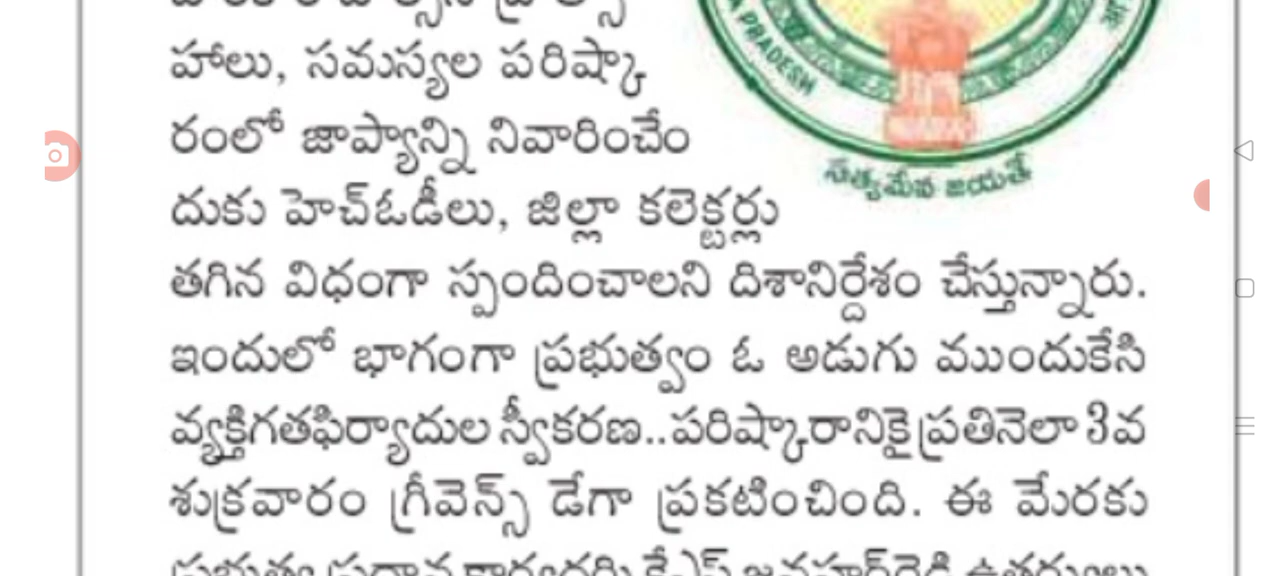 హాలు, సమస్యల పరిష్కా
రంలో జాప్యాన్ని నివారించేం
దుకు హెచ్ఓడీలు, జిల్లా కలెక్టర్లు
తగిన విధంగా స్పందించాలని దిశానిర్దేశం చేస్తున్నారు.
ఇందులో భాగంగా ప్రభుత్వం ఓ అడుగు ముందుకేసి
వ్యక్తిగతఫిర్యాదుల స్వీకరణ..పరిష్కారానికై ప్రతినెలా 3వ
శుక్రవారం గ్రీవెన్స్ డేగా ప్రకటించింది. ఈ మేరకు
PRADESH
సత్యమేవ జయతే